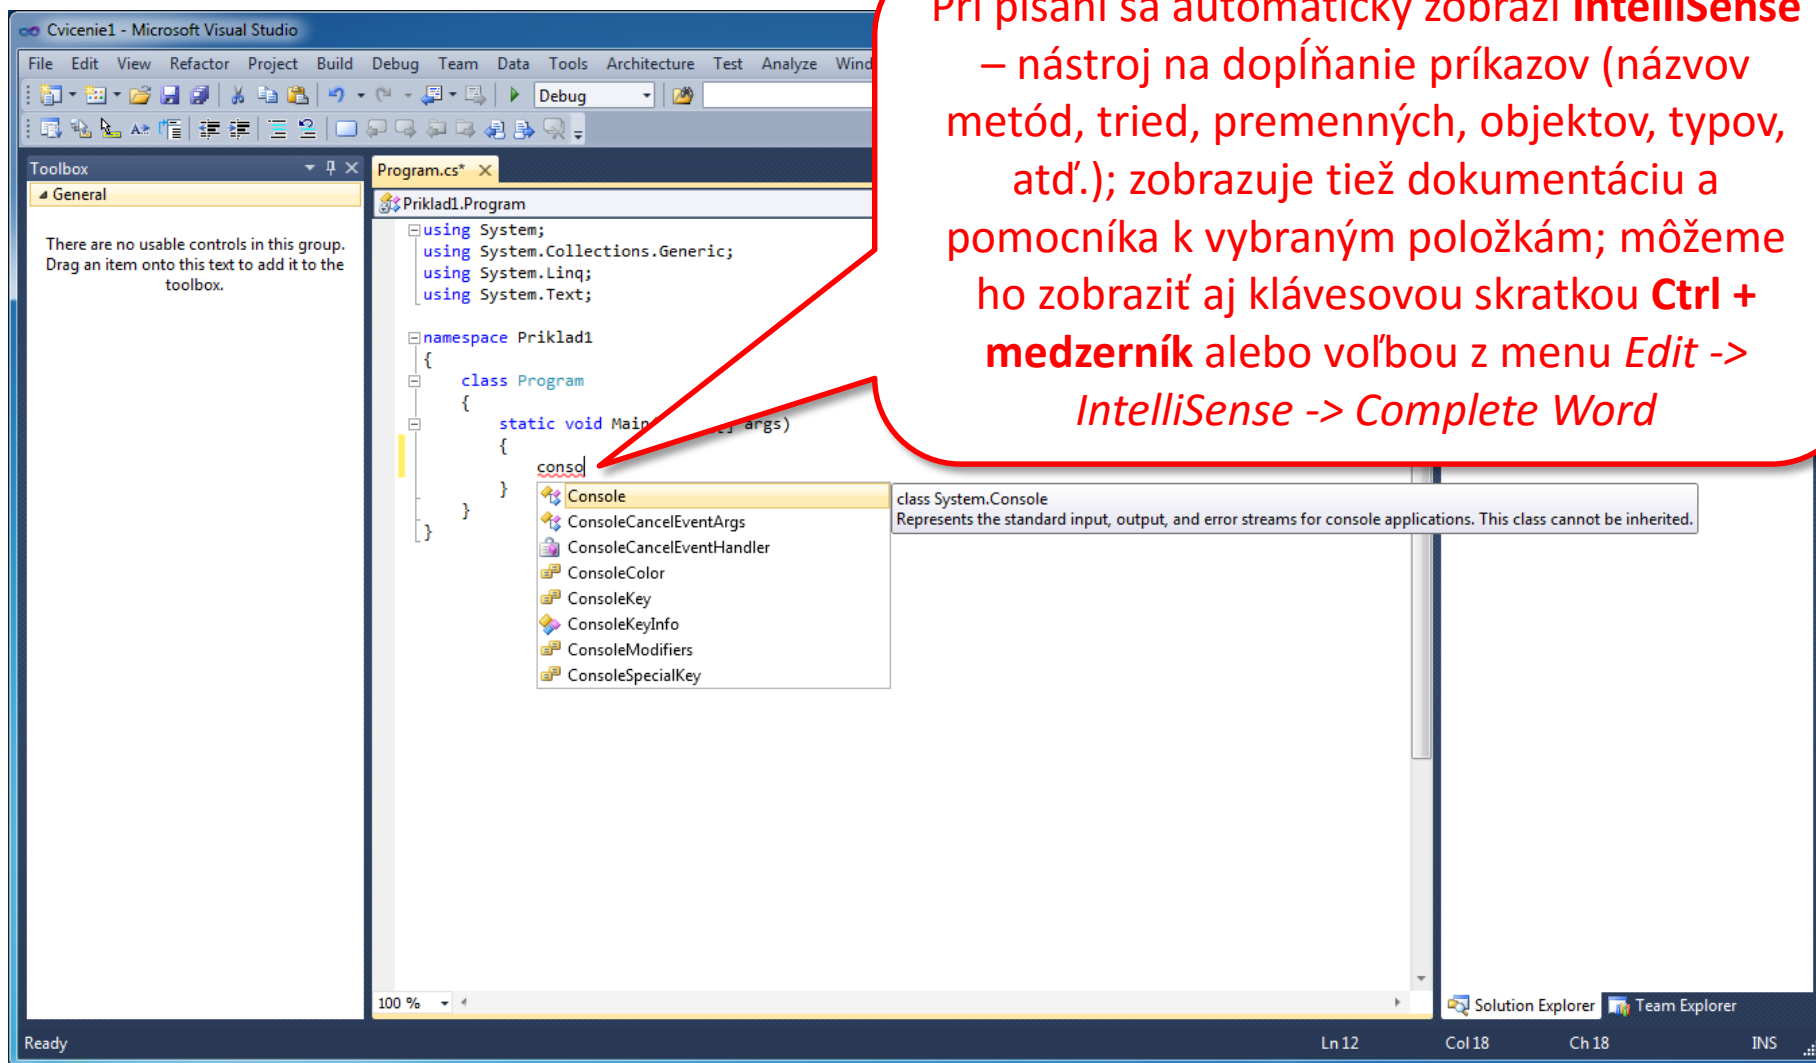 Pri písaní sa automaticky zobrazí IntelliSense
– nástroj na dopĺňanie príkazov (názvov
metód, tried, premenných, objektov, typov,
atď.); zobrazuje tiež dokumentáciu a
pomocníka k vybraným položkám; môžeme
ho zobraziť aj klávesovou skratkou Ctrl +
medzerník alebo voľbou z menu Edit ->
IntelliSense -> Complete Word
Cvicenie1 - Microsoft Visual Studio
File Edit View Refactor Project Build Debug Team Data Tools Architecture Test Analyze Wind
Debug
Toolbox
General
There are no usable controls in this group.
Drag an item onto this text to add it to the
toolbox.
Program.cs*
Priklad1.Program
using System;
using System.Collections.Generic;
using System.Linq;
using System.Text;
namespace Priklad1
{
class Program
{
static void Main [] args)
{
conso
}
}
}
Console
ConsoleCancelEventArgs
ConsoleCancelEventHandler
ConsoleColor
ConsoleKey
ConsoleKeyInfo
ConsoleModifiers
ConsoleSpecialKey
class System.Console
Represents the standard input, output, and error streams for console applications. This class cannot be inherited.
100 %
Solution Explorer Team Explorer
Ready Ln 12 Col 18 Ch 18 INS